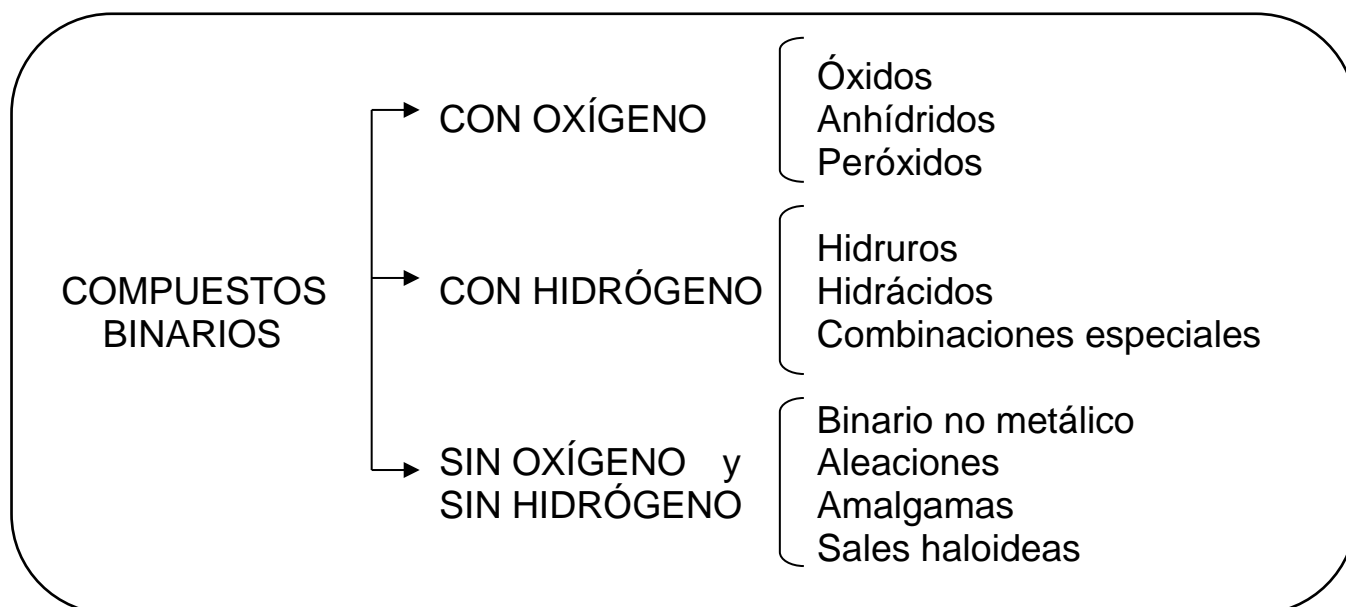 COMPUESTOS
BINARIOS
CON OXÍGENO
Óxidos
Anhídridos
Peróxidos
CON HIDRÓGENO
Hidruros
Hidrácidos
Combinaciones especiales
SIN OXÍGENO y
SIN HIDRÓGENO
Binario no metálico
Aleaciones
Amalgamas
Sales haloideas